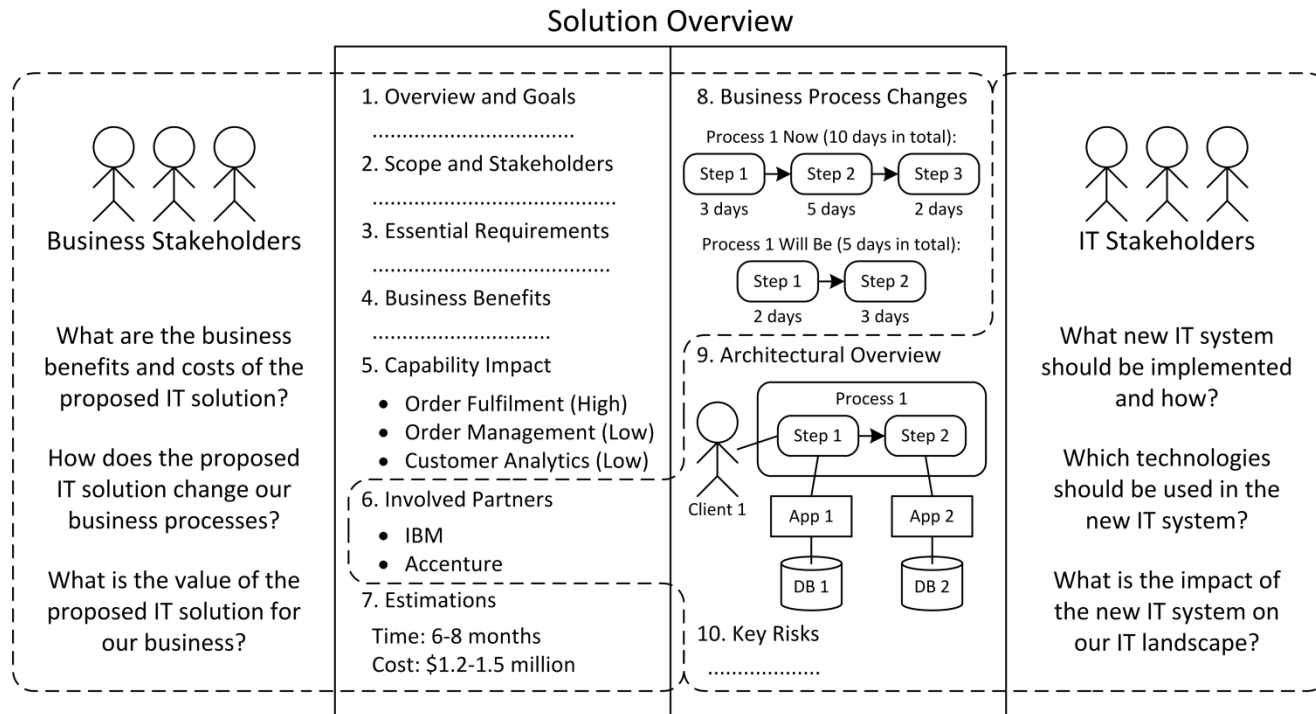 Solution Overview
Business Stakeholders
What are the business
benefits and costs of the
proposed IT solution?
How does the proposed
IT solution change our
business processes?
What is the value of the
proposed IT solution for
our business?
1. Overview and Goals
..................................
2. Scope and Stakeholders
.........................................
3. Essential Requirements
........................................
4. Business Benefits
..............................
5. Capability Impact
• Order Fulfilment (High)
• Order Management (Low)
• Customer Analytics (Low)
6. Involved Partners
• IBM
• Accenture
7. Estimations
Time: 6-8 months
Cost: $1.2-1.5 million
8. Business Process Changes
Process 1 Now (10 days in total):
Step 1 Step 2 Step 3
3 days 5 days 2 days
Process 1 Will Be (5 days in total):
Step 1 Step 2
2 days 3 days
9. Architectural Overview
Process 1
Step 1 Step 2
Client 1
App 1 App 2
DB 1 DB 2
10. Key Risks
...................
IT Stakeholders
What new IT system
should be implemented
and how?
Which technologies
should be used in the
new IT system?
What is the impact of
the new IT system on
our IT landscape?